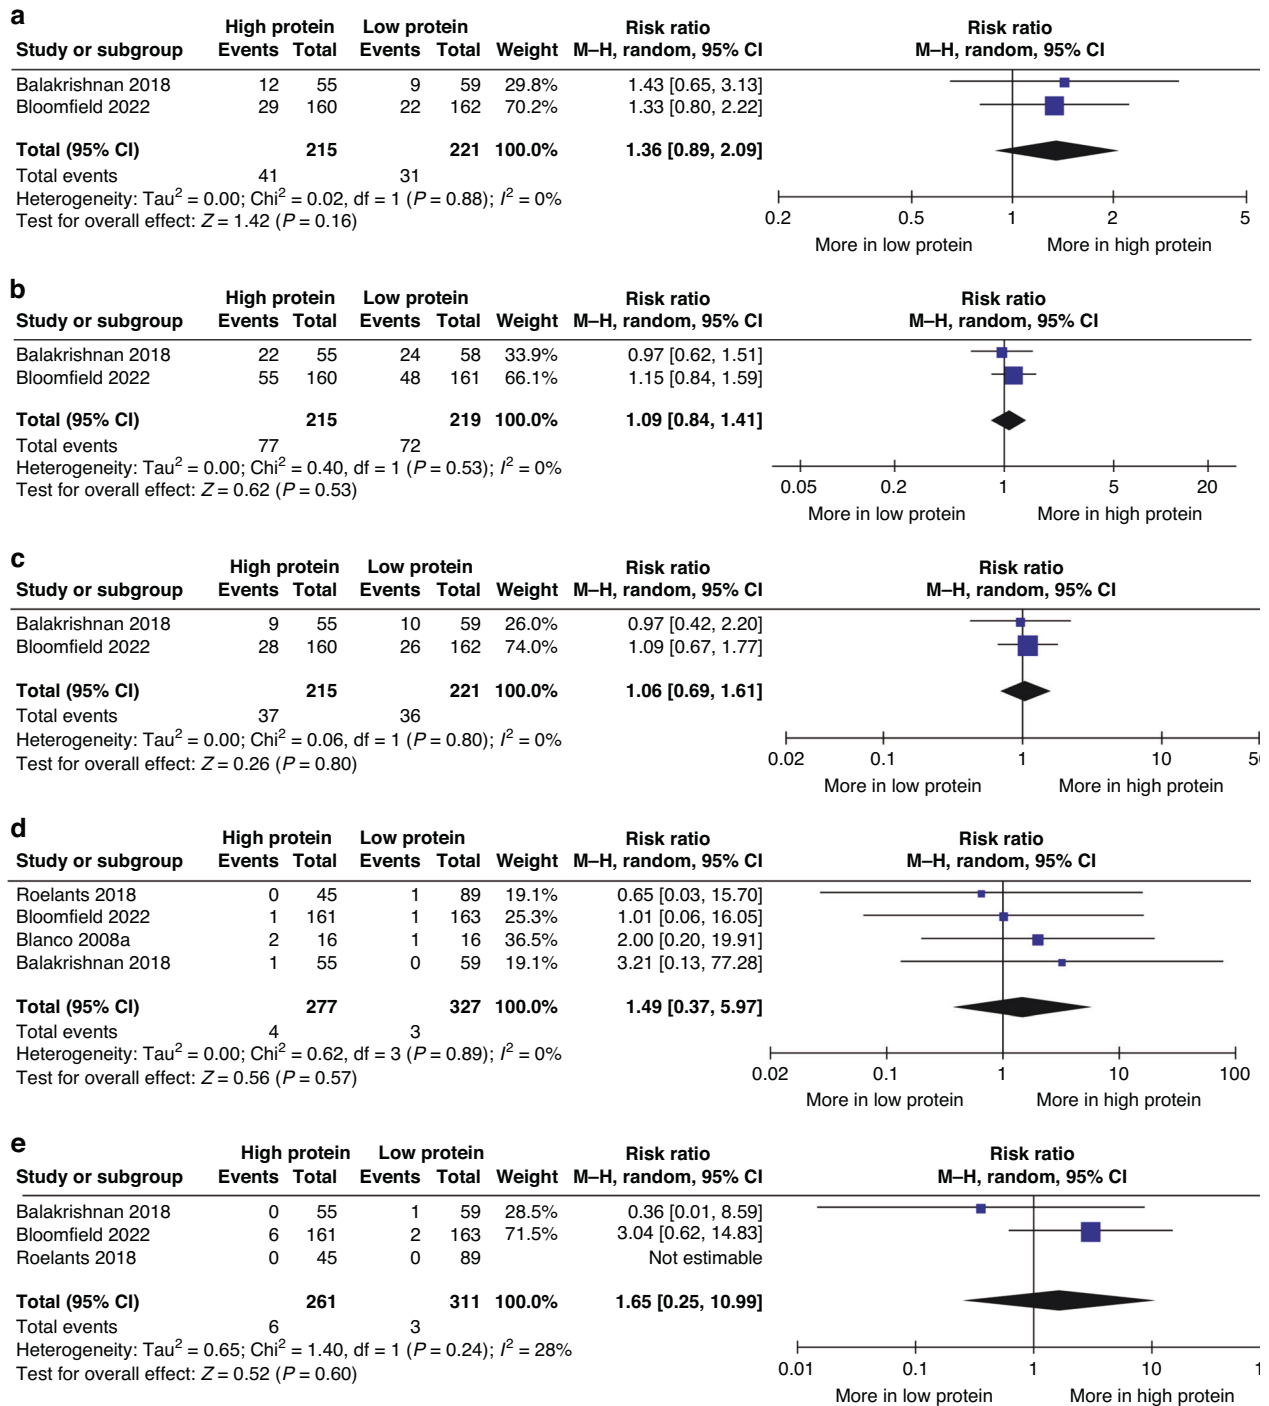 a
High protein Low protein Risk ratio Risk ratio
Study or subgroup Events Total Events Total Weight M–H, random, 95% CI M–H, random, 95% CI
Balakrishnan 2018 12 55 9 59 29.8% 1.43 [0.65, 3.13]
Bloomfield 2022 29 160 22 162 70.2% 1.33 [0.80, 2.22]
Total (95% CI) 215 221 100.0% 1.36 [0.89, 2.09]
Total events 41 31
Heterogeneity: Tau² = 0.00; Chi² = 0.02, df = 1 (P = 0.88); I² = 0%
Test for overall effect: Z = 1.42 (P = 0.16)
0.2 0.5 1 2 5
More in low protein More in high protein
b
High protein Low protein Risk ratio Risk ratio
Study or subgroup Events Total Events Total Weight M–H, random, 95% CI M–H, random, 95% CI
Balakrishnan 2018 22 55 24 58 33.9% 0.97 [0.62, 1.51]
Bloomfield 2022 55 160 48 161 66.1% 1.15 [0.84, 1.59]
Total (95% CI) 215 219 100.0% 1.09 [0.84, 1.41]
Total events 77 72
Heterogeneity: Tau² = 0.00; Chi² = 0.40, df = 1 (P = 0.53); I² = 0%
Test for overall effect: Z = 0.62 (P = 0.53)
0.05 0.2 1 5 20
More in low protein More in high protein
c
High protein Low protein Risk ratio Risk ratio
Study or subgroup Events Total Events Total Weight M–H, random, 95% CI M–H, random, 95% CI
Balakrishnan 2018 9 55 10 59 26.0% 0.97 [0.42, 2.20]
Bloomfield 2022 28 160 26 162 74.0% 1.09 [0.67, 1.77]
Total (95% CI) 215 221 100.0% 1.06 [0.69, 1.61]
Total events 37 36
Heterogeneity: Tau² = 0.00; Chi² = 0.06, df = 1 (P = 0.80); I² = 0%
Test for overall effect: Z = 0.26 (P = 0.80)
0.02 0.1 1 10
More in low protein More in high protein
d
High protein Low protein Risk ratio Risk ratio
Study or subgroup Events Total Events Total Weight M–H, random, 95% CI M–H, random, 95% CI
Roelants 2018 0 45 1 89 19.1% 0.65 [0.03, 15.70]
Bloomfield 2022 1 161 1 163 25.3% 1.01 [0.06, 16.05]
Blanco 2008a 2 16 1 16 36.5% 2.00 [0.20, 19.91]
Balakrishnan 2018 1 55 0 59 19.1% 3.21 [0.13, 77.28]
Total (95% CI) 277 327 100.0% 1.49 [0.37, 5.97]
Total events 4 3
Heterogeneity: Tau² = 0.00; Chi² = 0.62, df = 3 (P = 0.89); I² = 0%
Test for overall effect: Z = 0.56 (P = 0.57)
0.02 0.1 1 10 100
More in low protein More in high protein
e
High protein Low protein Risk ratio Risk ratio
Study or subgroup Events Total Events Total Weight M–H, random, 95% CI M–H, random, 95% CI
Balakrishnan 2018 0 55 1 59 28.5% 0.36 [0.01, 8.59]
Bloomfield 2022 6 161 2 163 71.5% 3.04 [0.62, 14.83]
Roelants 2018 0 45 0 89 Not estimable
Total (95% CI) 261 311 100.0% 1.65 [0.25, 10.99]
Total events 6 3
Heterogeneity: Tau² = 0.65; Chi² = 1.40, df = 1 (P = 0.24); I² = 28%
Test for overall effect: Z = 0.52 (P = 0.60)
0.01 0.1 1 10
More in low protein More in high protein